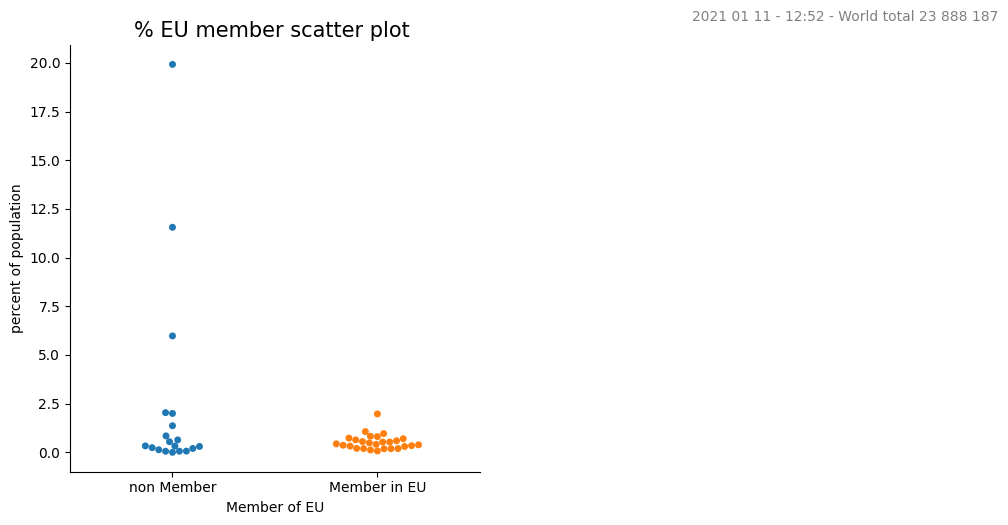 2021 01 11 - 12:52 - World total 23 888 187
% EU member scatter plot
percent of population
20.0
17.5
15.0
12.5
10.0
7.5
5.0
2.5
0.0
non Member
Member in EU
Member of EU